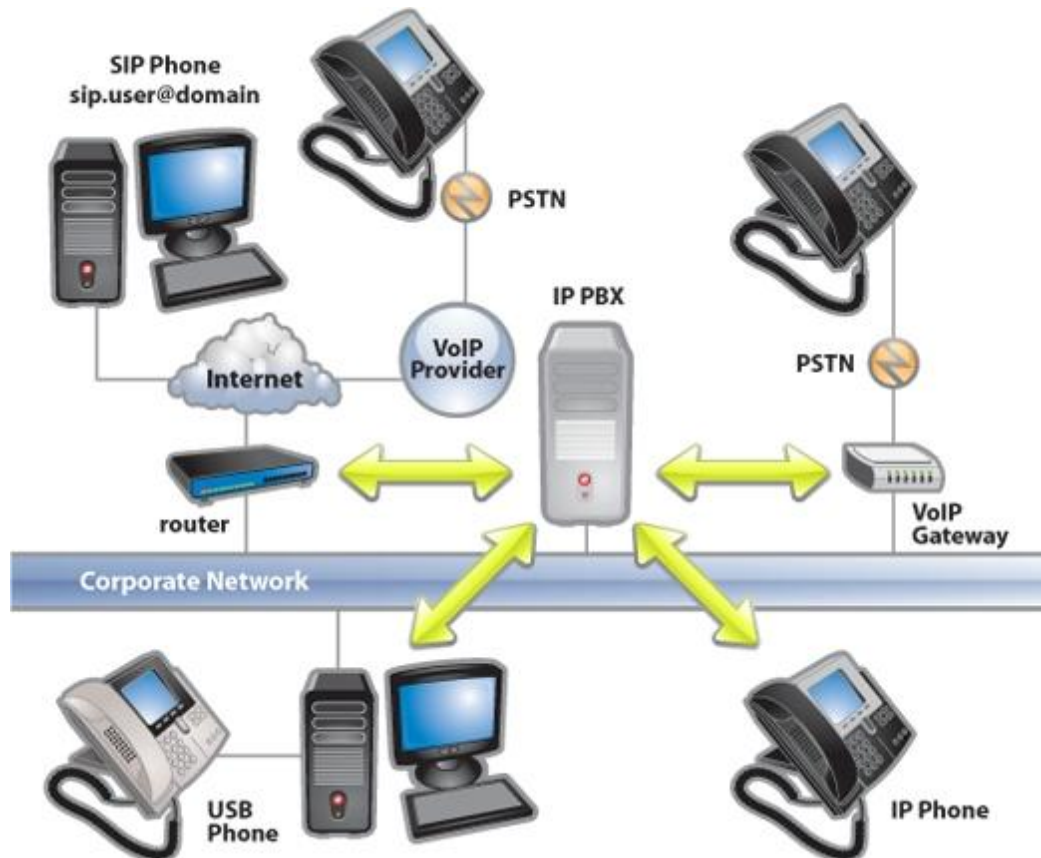 SIP Phone
sip.user@domain
PSTN
IP PBX
VoIP
Provider
Internet
PSTN
router
VoIP
Gateway
Corporate Network
USB
Phone
IP Phone